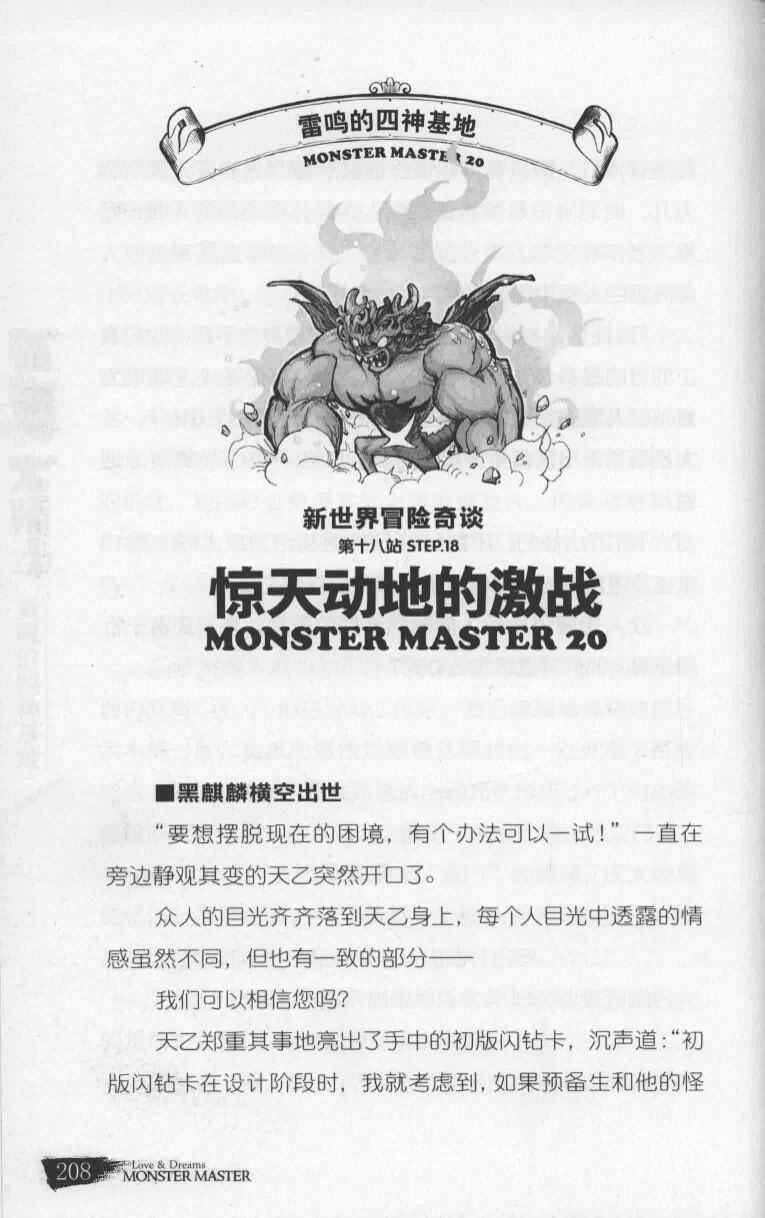 雷鸣的四神基地
MONSTER MASTER 20
新世界冒险奇谈
第十八站 STEP.18
惊天动地的激战
MONSTER MASTER 20
■黑麒麟横空出世
“要想摆脱现在的困境，有个办法可以一试！”一直在
旁边静观其变的天乙突然开口了。
众人的目光齐齐落到天乙身上，每个人目光中透露的情
感虽然不同，但也有一致的部分——
我们可以相信您吗？
天乙郑重其事地亮出了手中的初版闪钻卡，沉声道：“初
版闪钻卡在设计阶段时，我就考虑到，如果预备生和他的怪
208
Love & Dreams
MONSTER MASTER